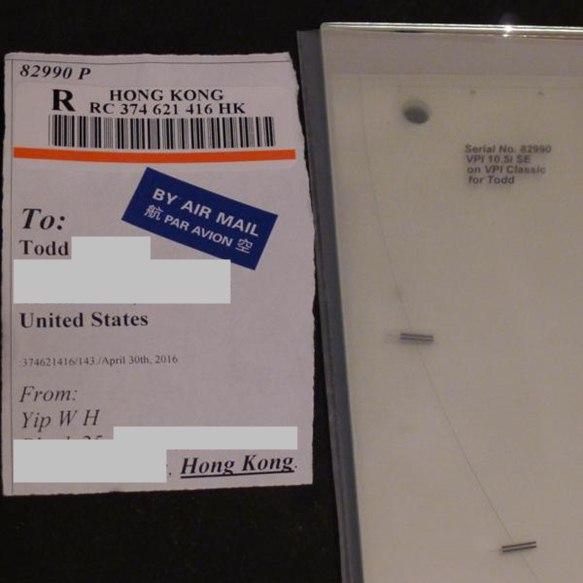 82990 P
R
HONG KONG
RC 374 621 416 HK
BY AIR MAIL
航 PAR AVION 空
To:
Todd
United States
374621416/143./April 30th, 2016
From:
Yip W H
, Hong Kong.
Serial No. 82990
VPI 10.5i SE
on VPI Classic
for Todd